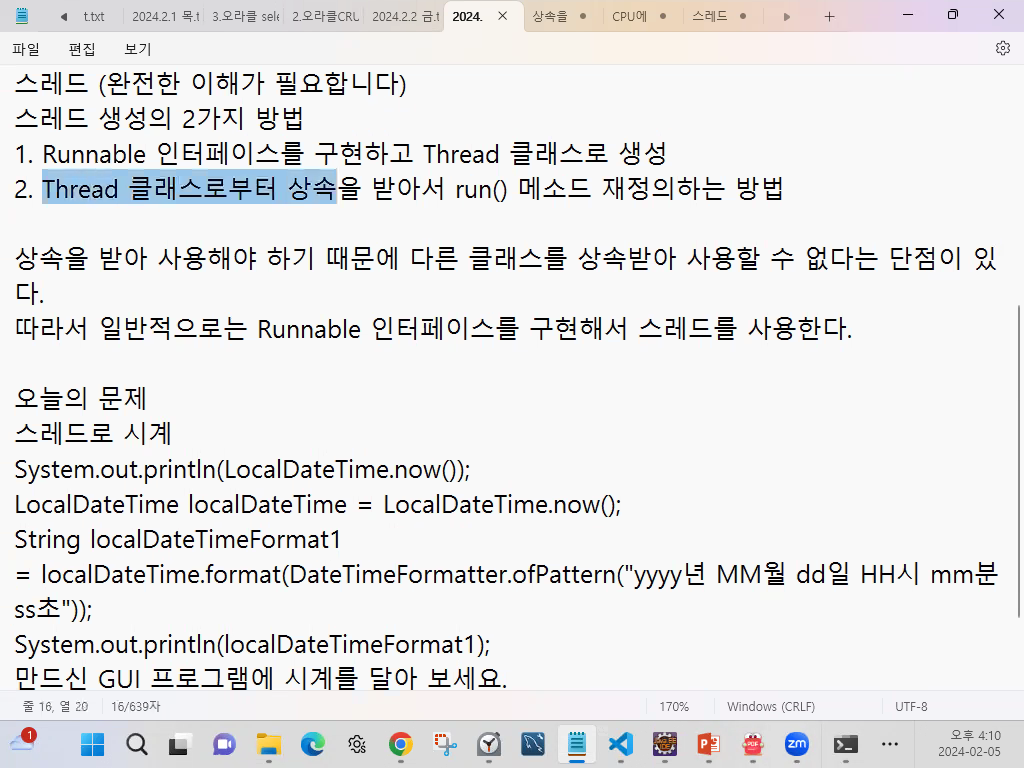 t.txt
2024.2.1 목.t
3.오라클 sele
2.오라클CRU
2024.2.2 금.t
2024.
상속을
CPU에
스레드
파일
편집
보기
스레드 (완전한 이해가 필요합니다)
스레드 생성의 2가지 방법
1. Runnable 인터페이스를 구현하고 Thread 클래스로 생성
2. Thread 클래스로부터 상속을 받아서 run() 메소드 재정의하는 방법
상속을 받아 사용해야 하기 때문에 다른 클래스를 상속받아 사용할 수 없다는 단점이 있
다.
따라서 일반적으로는 Runnable 인터페이스를 구현해서 스레드를 사용한다.
오늘의 문제
스레드로 시계
System.out.println(LocalDateTime.now());
LocalDateTime localDateTime = LocalDateTime.now();
String localDateTimeFormat1
= localDateTime.format(DateTimeFormatter.ofPattern("yyyy년 MM월 dd일 HH시 mm분
ss초"));
System.out.println(localDateTimeFormat1);
만드신 GUI 프로그램에 시계를 달아 보세요.
줄 16, 열 20
16/639자
170%
Windows (CRLF)
UTF-8
1
zm
오후 4:10
2024-02-05